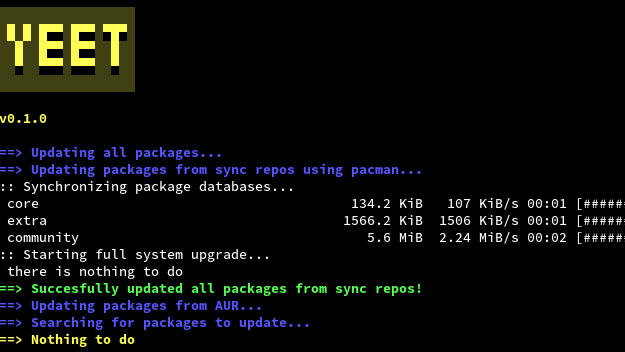 YEET
v0.1.0
==> Updating all packages...
==> Updating packages from sync repos using pacman...
:: Synchronizing package databases...
core 134.2 KiB 107 KiB/s 00:01 [#####
extra 1566.2 KiB 1506 KiB/s 00:01 [#####
community 5.6 MiB 2.24 MiB/s 00:02 [#####
:: Starting full system upgrade...
there is nothing to do
==> Succesfully updated all packages from sync repos!
==> Updating packages from AUR...
==> Searching for packages to update...
==> Nothing to do